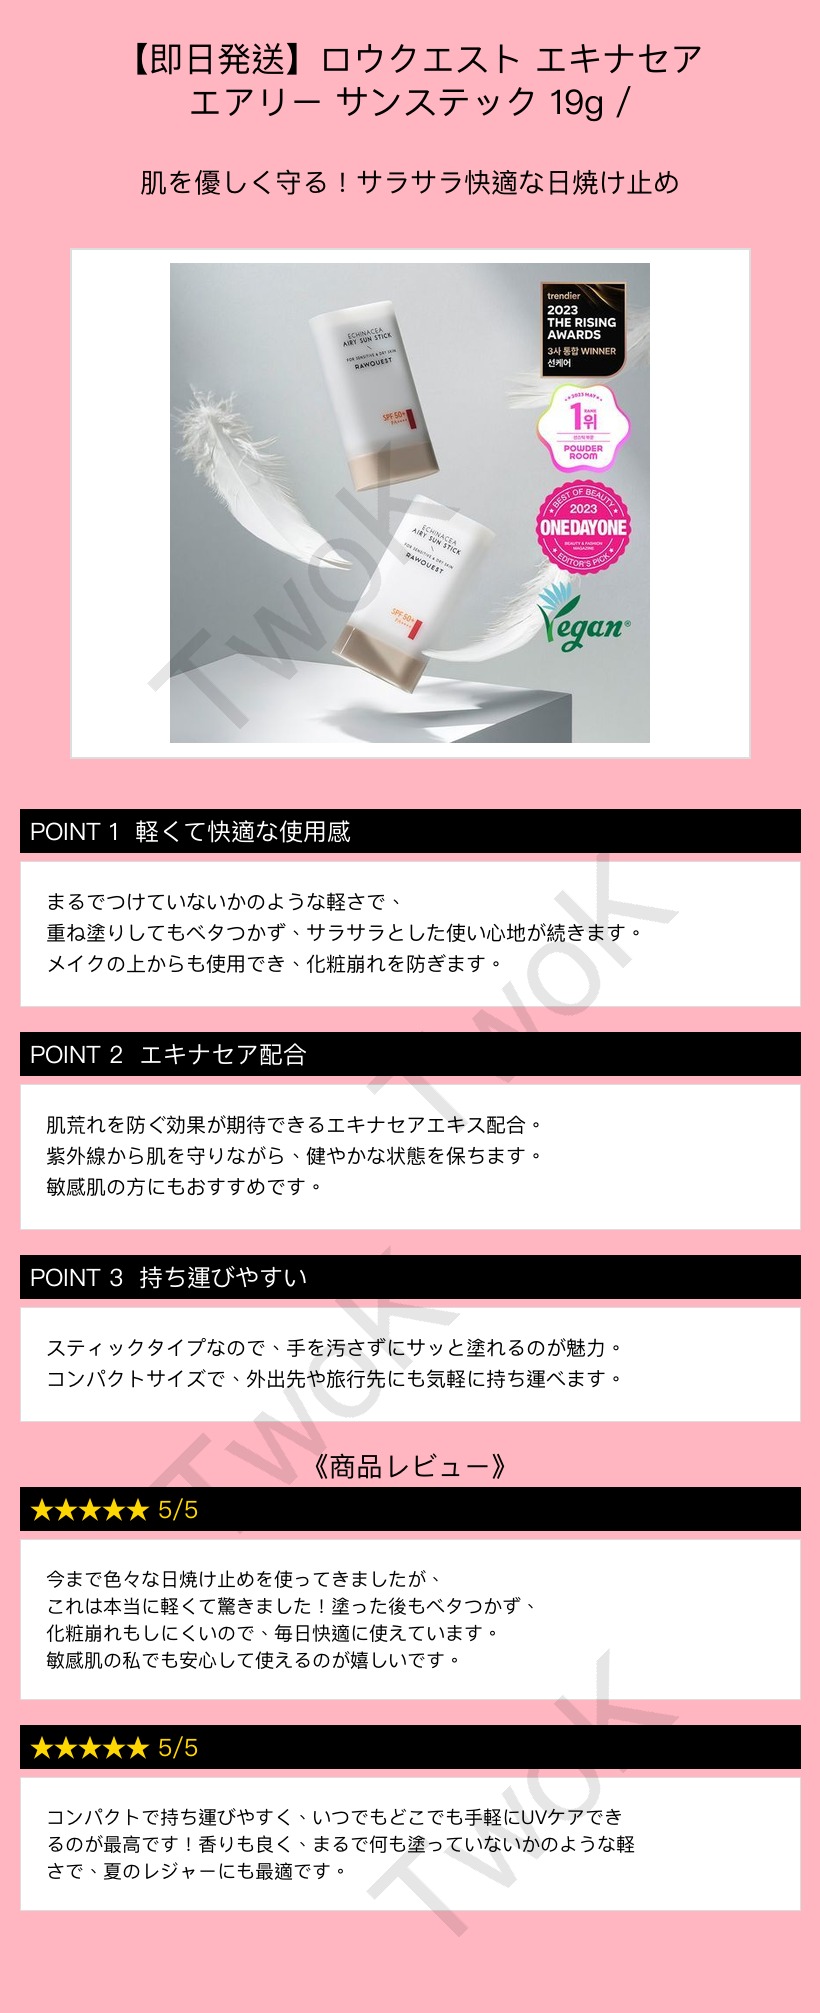 【即日発送】ロウクエスト エキナセア
エアリー サンステック 19g /
肌を優しく守る！サラサラ快適な日焼け止め
ECHINACEA
AIRY SUN STICK
FOR SENSITIVE & DRY SKIN
RAWQUEST
SPF 50+
PA++++
ECHINACEA
AIRY SUN STICK
FOR SENSITIVE & DRY SKIN
RAWQUEST
SPF 50+
PA++++
trendier
2023
THE RISING
AWARDS
3사 통합 WINNER
선케어
2023 MAY
1위
POWDER
ROOM
BEST OF BEAUTY
2023
ONEDAYONE
BEAUTY & FASHION
MAGAZINE
EDITOR'S PICK
Vegan®
TwoK
POINT 1 軽くて快適な使用感
まるでつけていないかのような軽さで、
重ね塗りしてもベタつかず、サラサラとした使い心地が続きます。
メイクの上からも使用でき、化粧崩れを防ぎます。
TwoK
POINT 2 エキナセア配合
肌荒れを防ぐ効果が期待できるエキナセアエキス配合。
紫外線から肌を守りながら、健やかな状態を保ちます。
敏感肌の方にもおすすめです。
POINT 3 持ち運びやすい
スティックタイプなので、手を汚さずにサッと塗れるのが魅力。
コンパクトサイズで、外出先や旅行先にも気軽に持ち運べます。
TwoK
《商品レビュー》
★★★★★ 5/5
今まで色々な日焼け止めを使ってきましたが、
これは本当に軽くて驚きました！塗った後もベタつかず、
化粧崩れもしにくいので、毎日快適に使えています。
敏感肌の私でも安心して使えるのが嬉しいです。
★★★★★ 5/5
コンパクトで持ち運びやすく、いつでもどこでも手軽にUVケアでき
るのが最高です！香りも良く、まるで何も塗っていないかのような軽
さで、夏のレジャーにも最適です。
TwoK